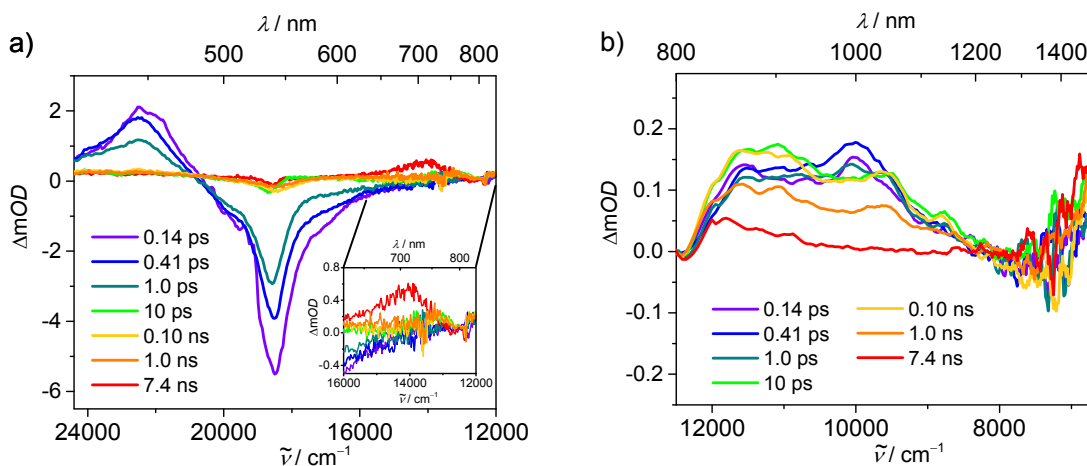 a)
λ / nm
500 600 700 800
2
0
-2
-4
-6
ΔmOD
0.14 ps
0.41 ps
1.0 ps
10 ps
0.10 ns
1.0 ns
7.4 ns
λ / nm
700 800
0.8
0.4
0.0
-0.4
ΔmOD
16000 14000 12000
ν̃ / cm⁻¹
24000 20000 16000 12000
ν̃ / cm⁻¹
b)
λ / nm
800 1000 1200 1400
0.2
0.1
0.0
-0.1
-0.2
ΔmOD
0.14 ps 0.10 ns
0.41 ps 1.0 ns
1.0 ps 7.4 ns
10 ps
12000 10000 8000
ν̃ / cm⁻¹